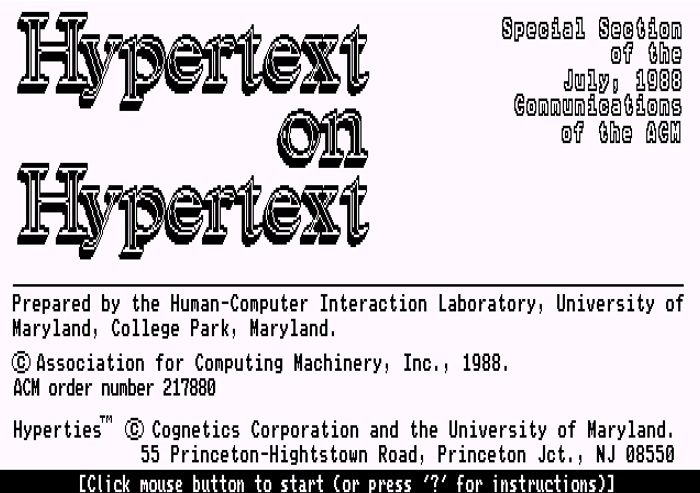 Hypertext
on
Hypertext
Special Section
of the
July, 1988
Communications
of the ACM
Prepared by the Human-Computer Interaction Laboratory, University of
Maryland, College Park, Maryland.
© Association for Computing Machinery, Inc., 1988.
ACM order number 217880
Hyperties™ © Cognetics Corporation and the University of Maryland.
55 Princeton-Hightstown Road, Princeton Jct., NJ 08550
[Click mouse button to start (or press '?' for instructions)]